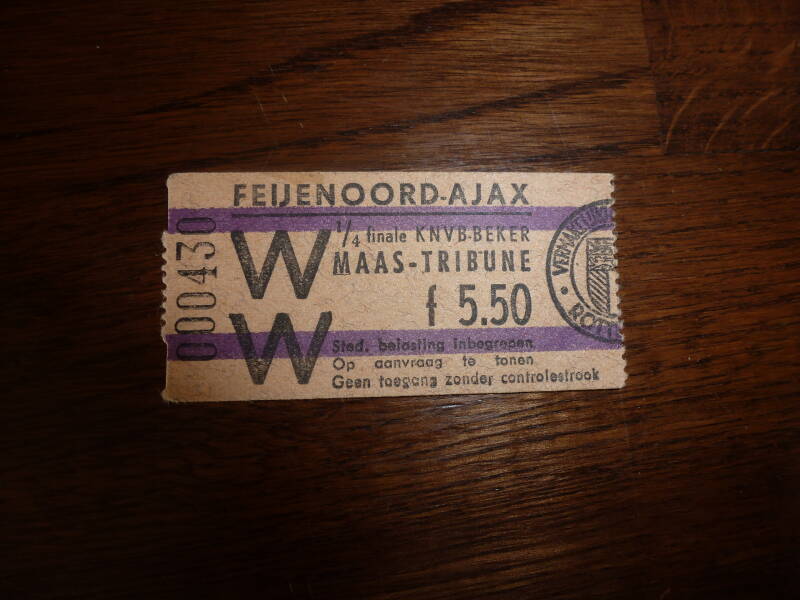 FEIJENOORD-AJAX
1/4 finale KNVB-BEKER
MAAS-TRIBUNE
f 5.50
W
W
Sted. belasting inbegrepen
Op aanvraag te tonen
Geen toegang zonder controlestrook
000430